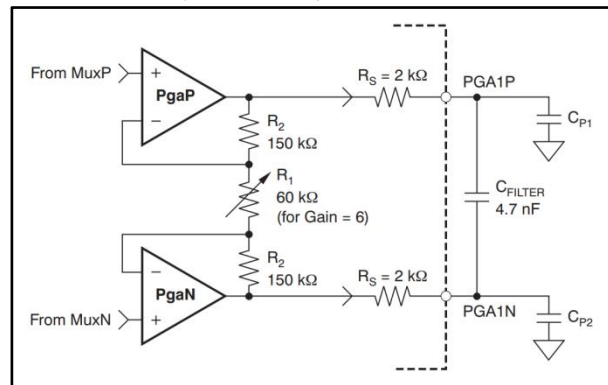 From MuxP
+
PgaP
−
R2
150 kΩ
R1
60 kΩ
(for Gain = 6)
R2
150 kΩ
−
PgaN
+
From MuxN
RS = 2 kΩ
PGA1P
CP1
CFILTER
4.7 nF
RS = 2 kΩ
PGA1N
CP2